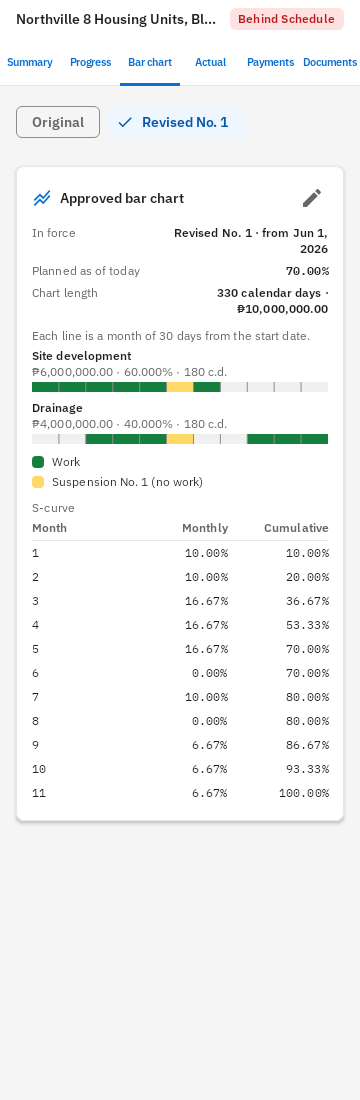 Northville 8 Housing Units, Bl...
Behind Schedule
Summary Progress Bar chart Actual Payments Documents
Original
Revised No. 1
Approved bar chart
In force Revised No. 1 · from Jun 1,
2026
Planned as of today 70.00%
Chart length 330 calendar days ·
₱10,000,000.00
Each line is a month of 30 days from the start date.
Site development
₱6,000,000.00 · 60.000% · 180 c.d.
Drainage
₱4,000,000.00 · 40.000% · 180 c.d.
Work
Suspension No. 1 (no work)
S-curve
Month Monthly Cumulative
1 10.00% 10.00%
2 10.00% 20.00%
3 16.67% 36.67%
4 16.67% 53.33%
5 16.67% 70.00%
6 0.00% 70.00%
7 10.00% 80.00%
8 0.00% 80.00%
9 6.67% 86.67%
10 6.67% 93.33%
11 6.67% 100.00%